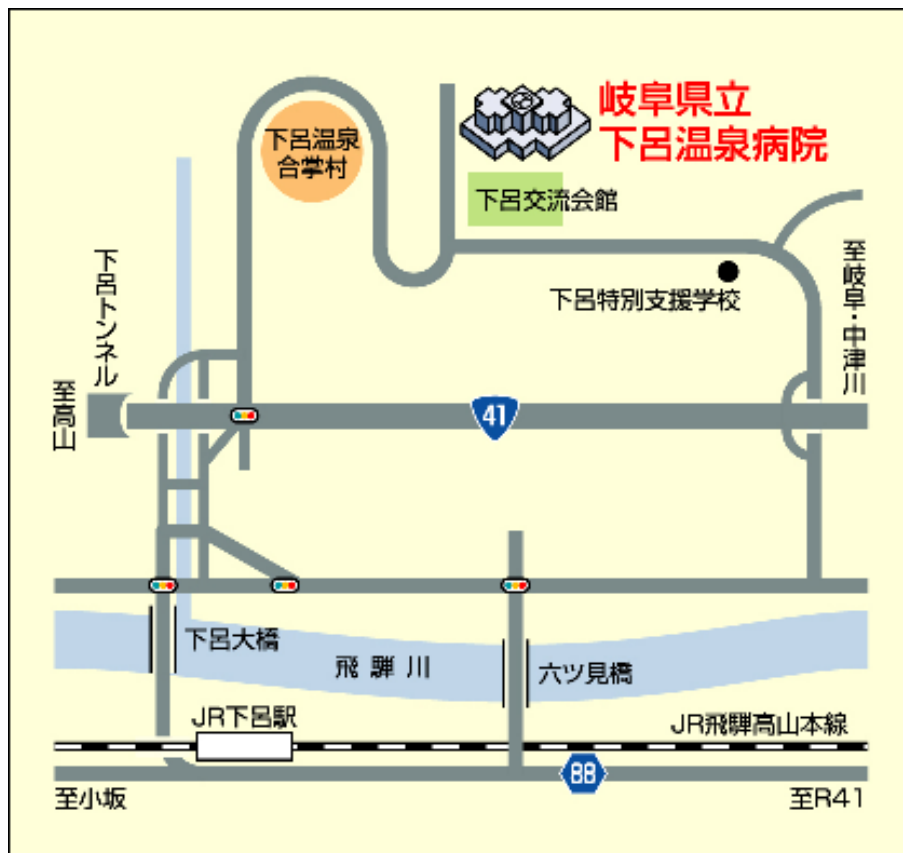 岐阜県立
下呂温泉病院
下呂温泉
合掌村
下呂交流会館
下呂特別支援学校
至岐阜・中津川
下呂トンネル
至高山
41
下呂大橋
飛騨川
六ツ見橋
JR下呂駅
JR飛騨高山本線
88
至小坂
至R41